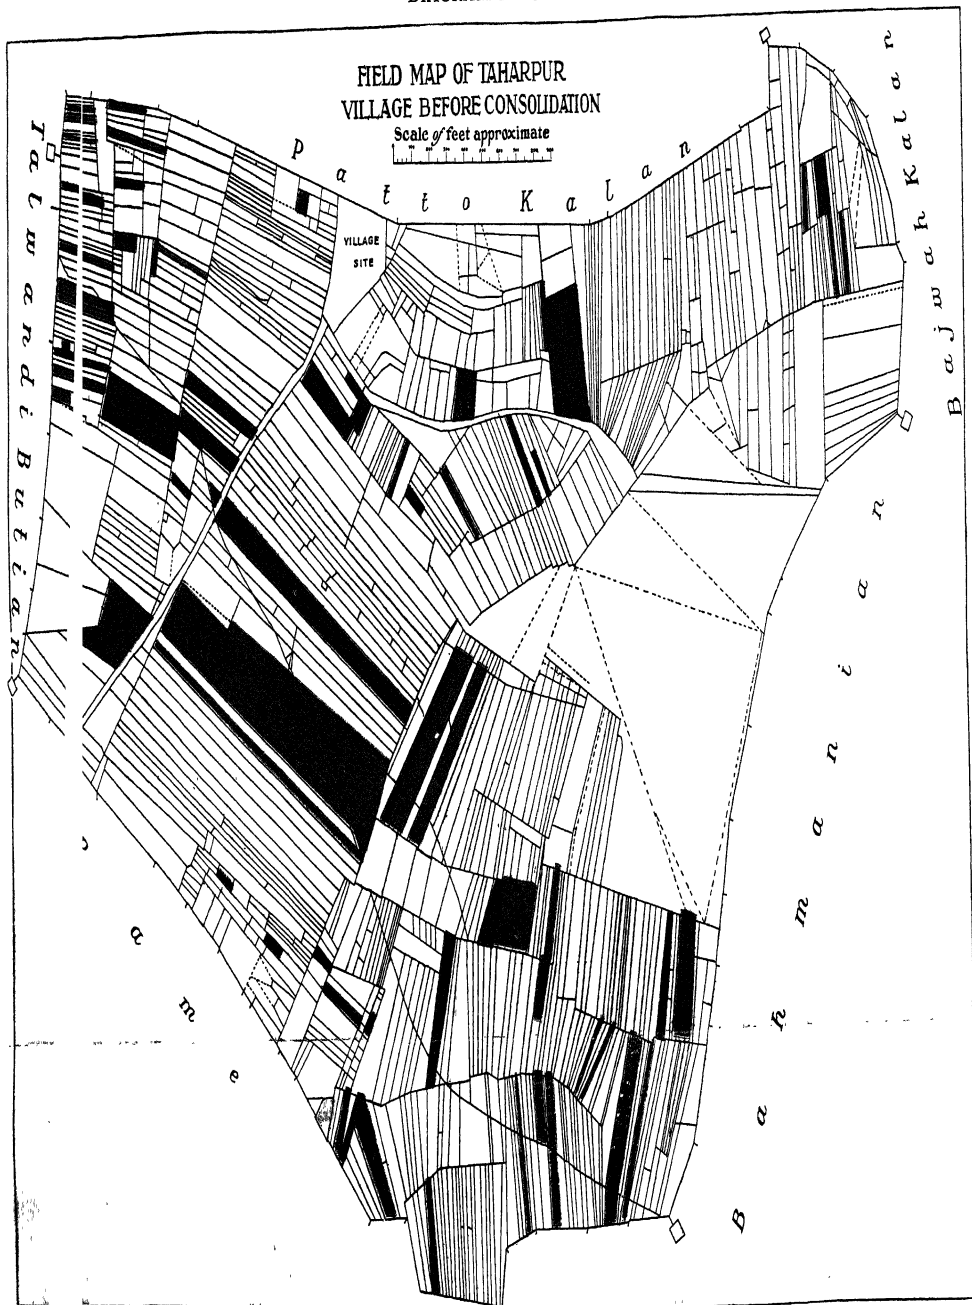 FIELD MAP OF TAHARPUR
VILLAGE BEFORE CONSOLIDATION
Scale of feet approximate
Patto Kalan
VILLAGE
SITE
Talwandi Butian
Bajwah Kalan
Bahmanian